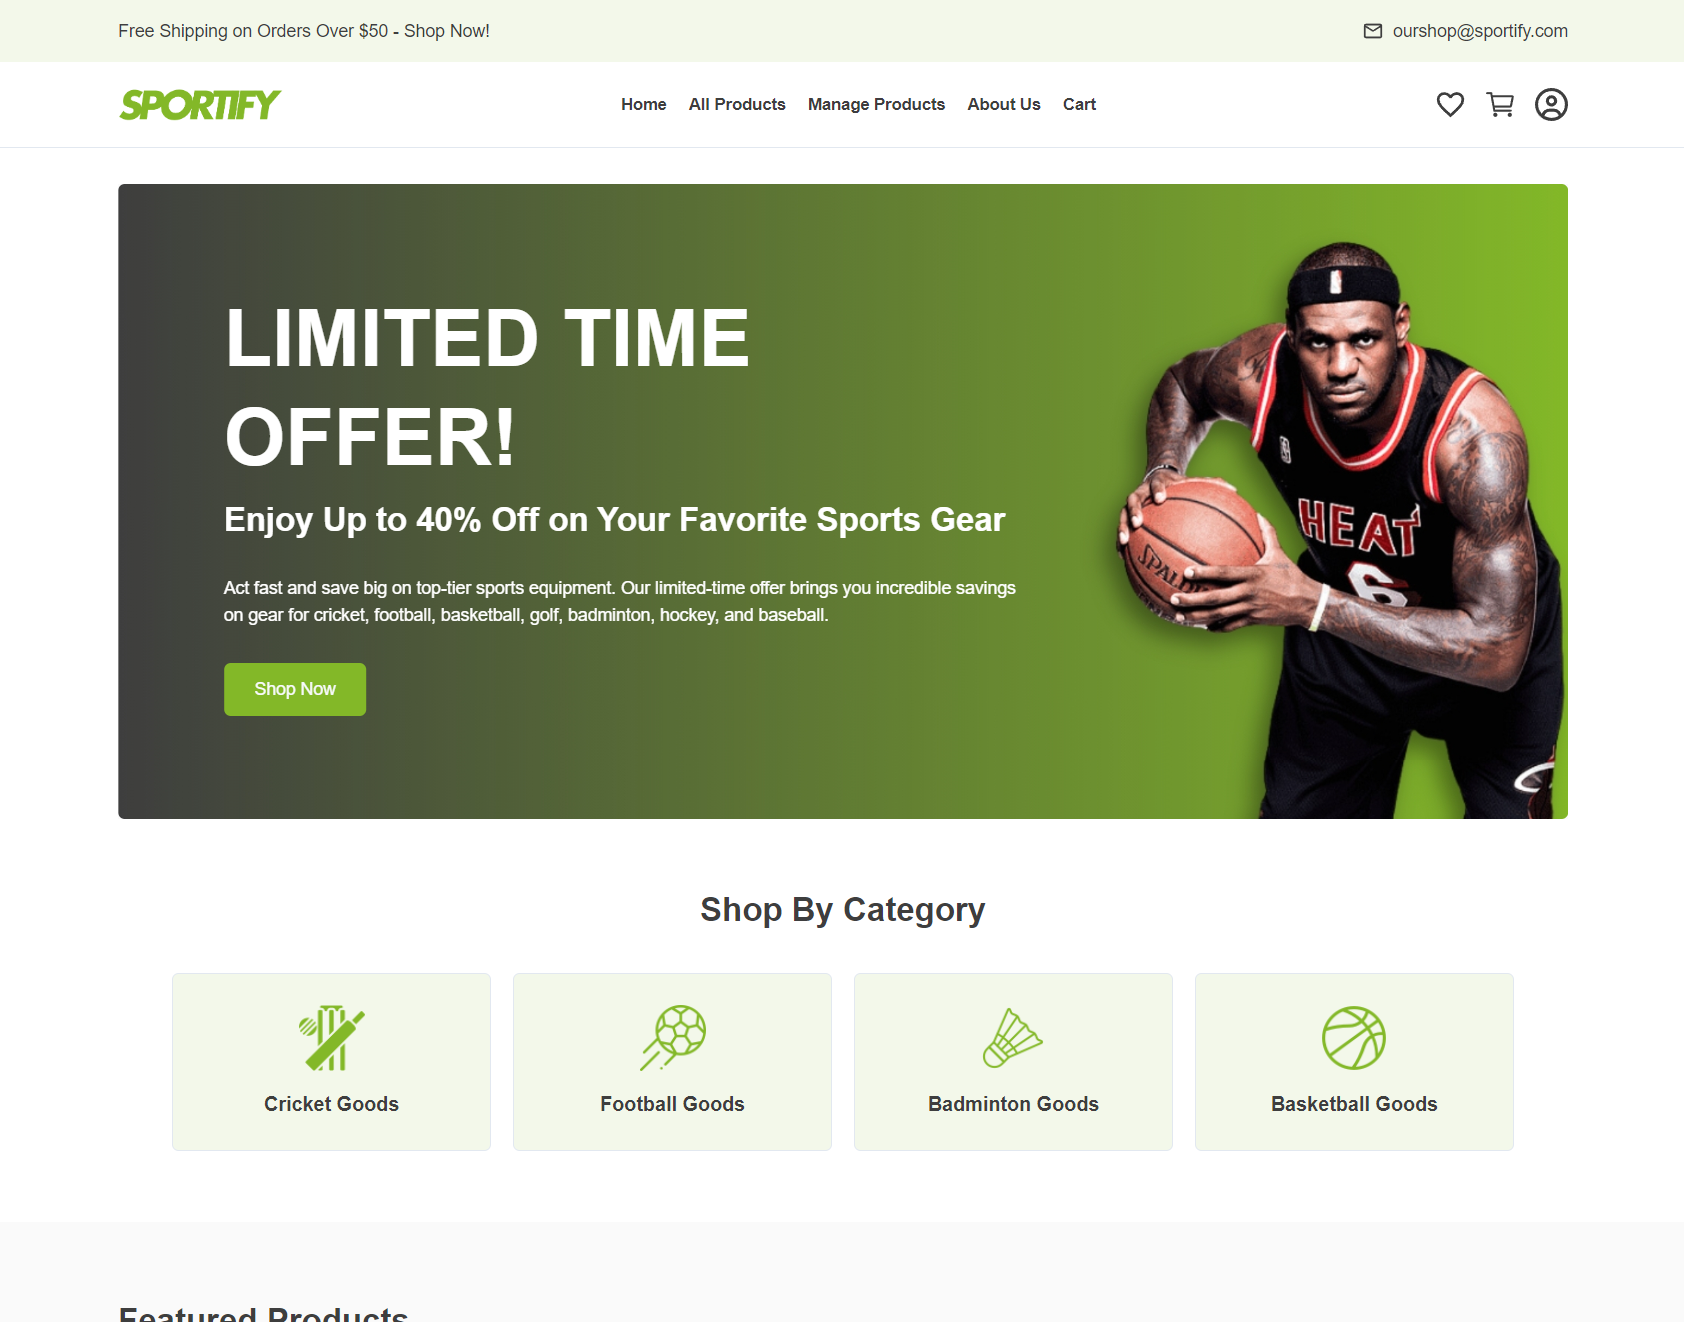 Free Shipping on Orders Over $50 - Shop Now!
ourshop@sportify.com
SPORTIFY
Home All Products Manage Products About Us Cart
LIMITED TIME
OFFER!
Enjoy Up to 40% Off on Your Favorite Sports Gear
Act fast and save big on top-tier sports equipment. Our limited-time offer brings you incredible savings
on gear for cricket, football, basketball, golf, badminton, hockey, and baseball.
Shop Now
SPALD
HEAT
6
Shop By Category
Cricket Goods
Football Goods
Badminton Goods
Basketball Goods
Featured Products